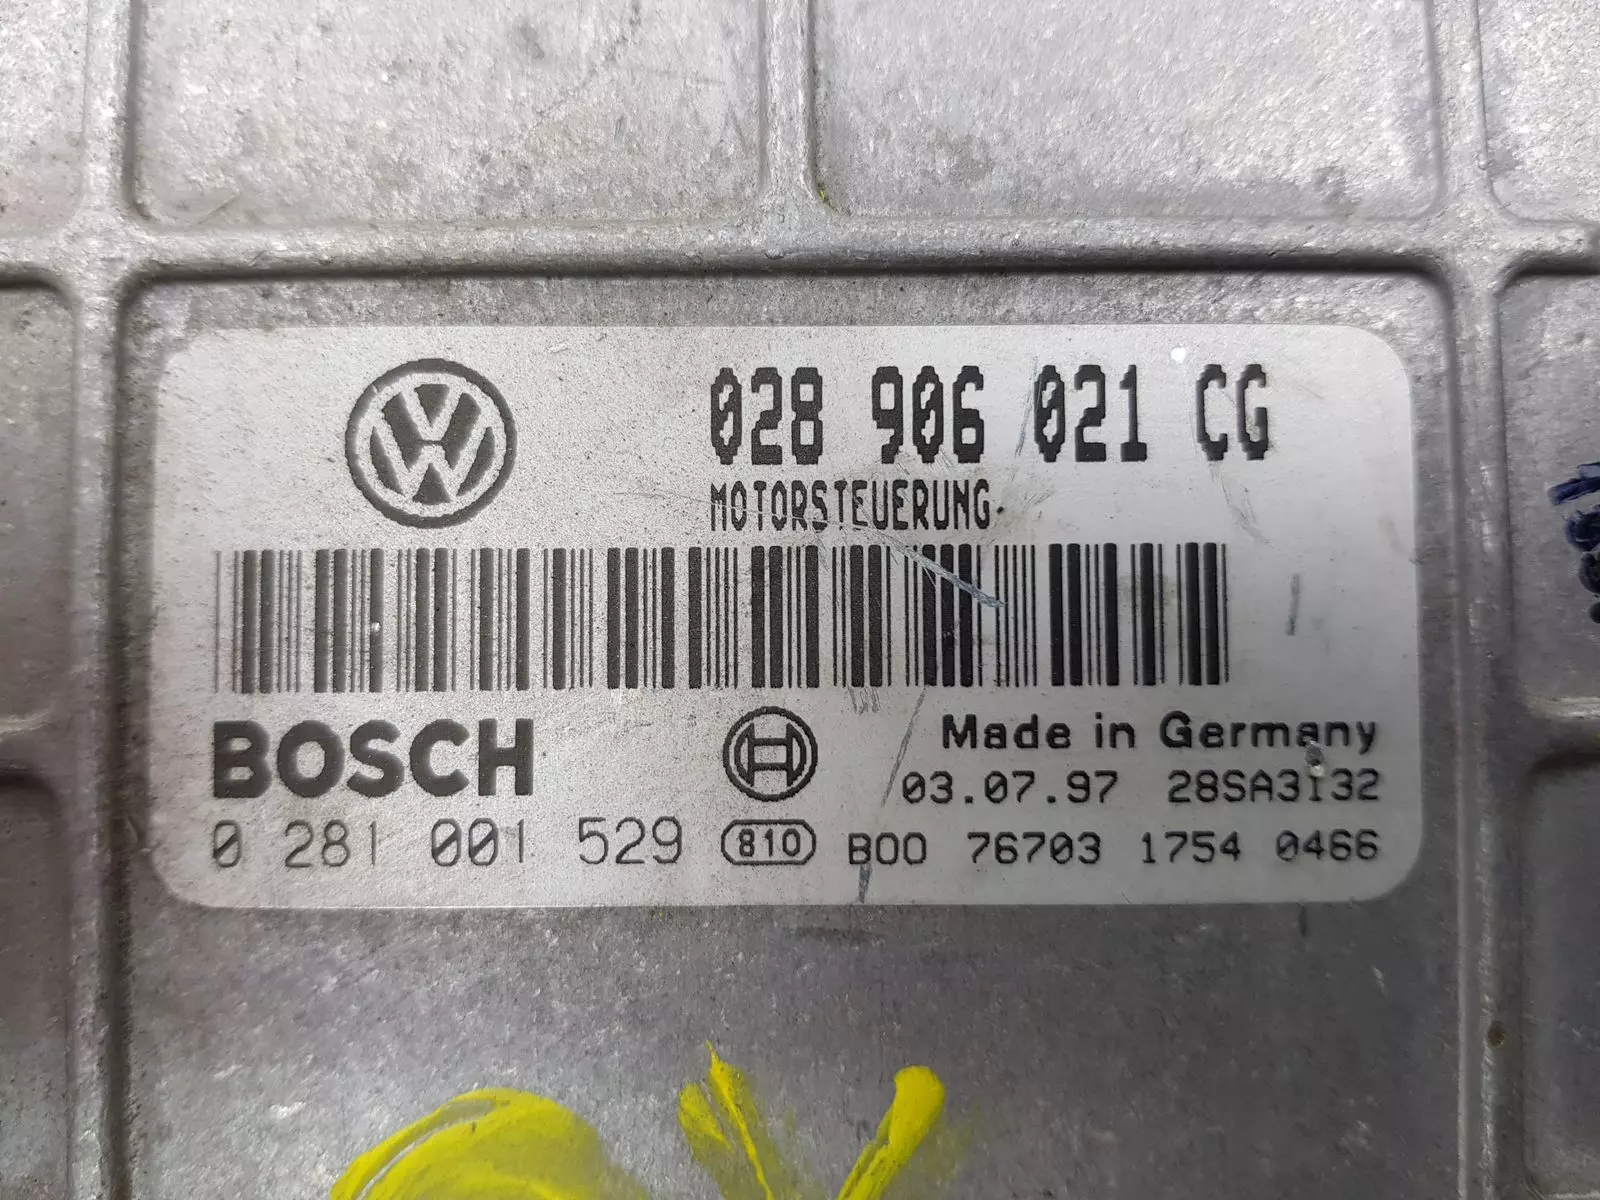 028 906 021 CG
MOTORSTEUERUNG
BOSCH
Made in Germany
03.07.97 28SA3132
0 281 001 529 810 B00 76703 1754 0466